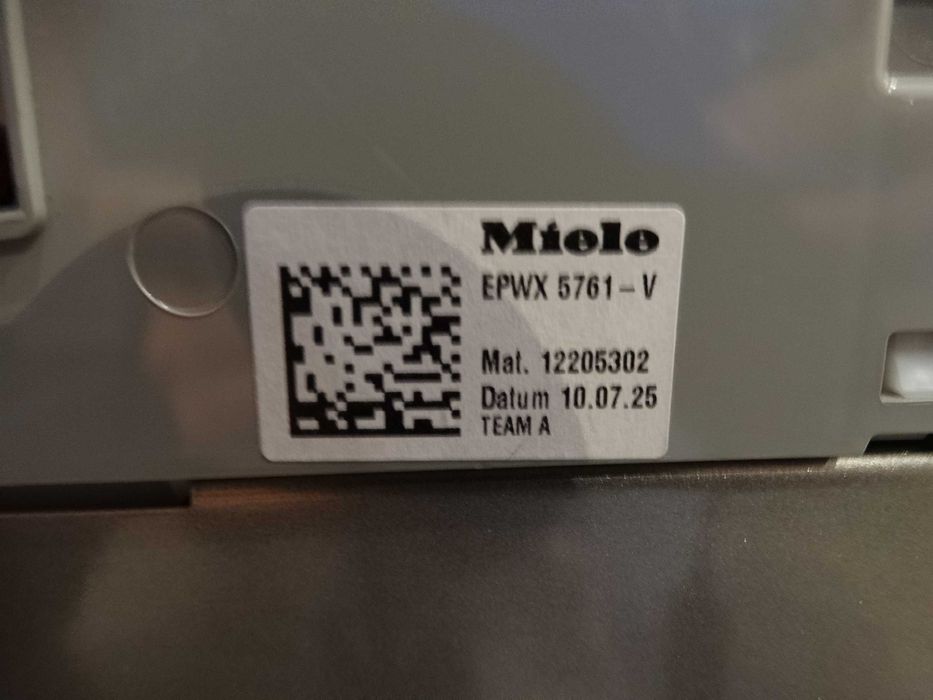 Miele
EPWX 5761-V
Mat. 12205302
Datum 10.07.25
TEAM A